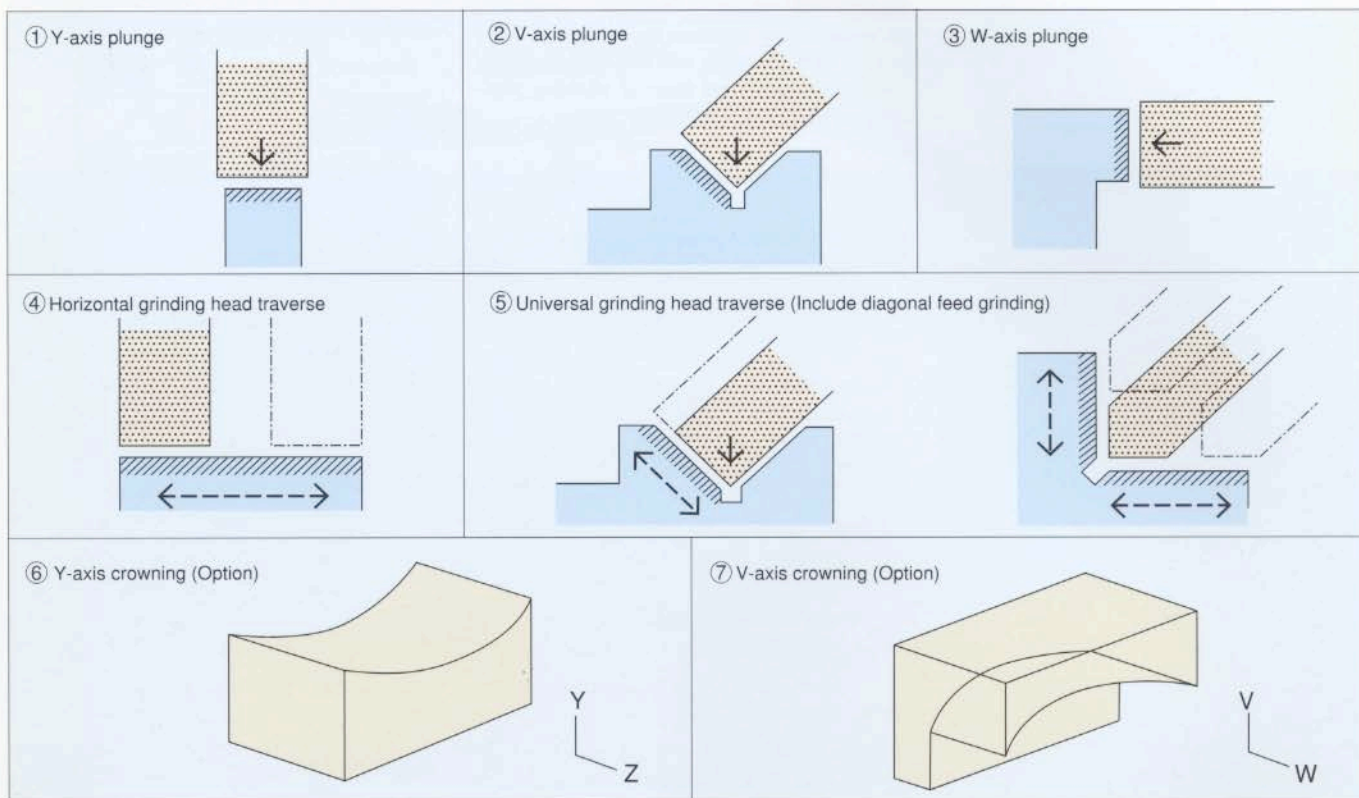 ① Y-axis plunge
② V-axis plunge
③ W-axis plunge
④ Horizontal grinding head traverse
⑤ Universal grinding head traverse (Include diagonal feed grinding)
⑥ Y-axis crowning (Option)
Y
Z
⑦ V-axis crowning (Option)
V
W